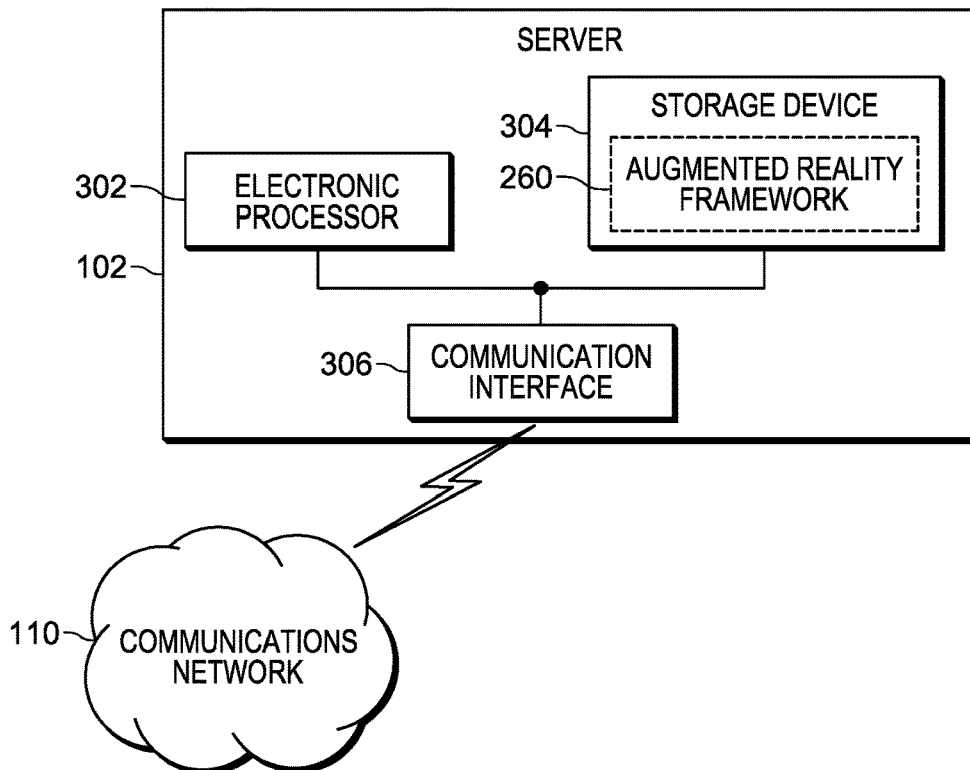 SERVER
STORAGE DEVICE
304
AUGMENTED REALITY
FRAMEWORK
260
302
ELECTRONIC
PROCESSOR
102
306
COMMUNICATION
INTERFACE
110
COMMUNICATIONS
NETWORK